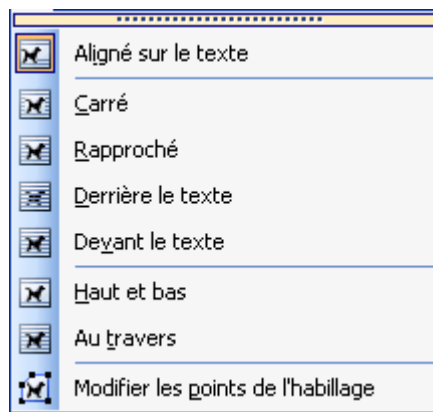 Aligné sur le texte
Carré
Rapproché
Derrière le texte
Devant le texte
Haut et bas
Au travers
Modifier les points de l'habillage